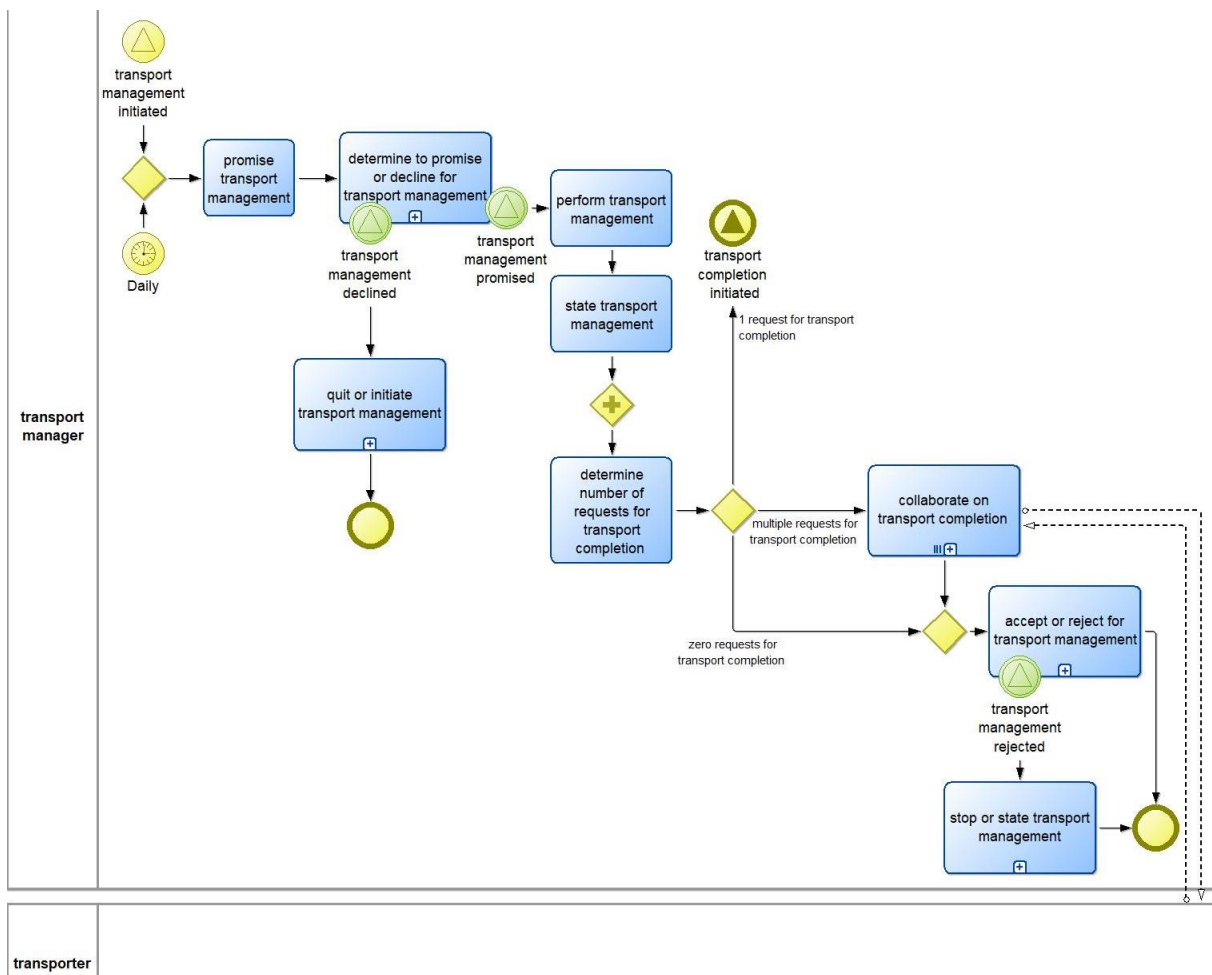 transport
management
initiated
promise
transport
management
determine to promise
or decline for
transport management
perform transport
management
transport
management
promised
transport
completion
initiated
transport
management
declined
Daily
state transport
management
1 request for transport
completion
quit or initiate
transport management
transport
manager
determine
number of
requests for
transport
completion
multiple requests for
transport completion
collaborate on
transport completion
zero requests for
transport completion
accept or reject for
transport management
transport
management
rejected
stop or state transport
management
transporter